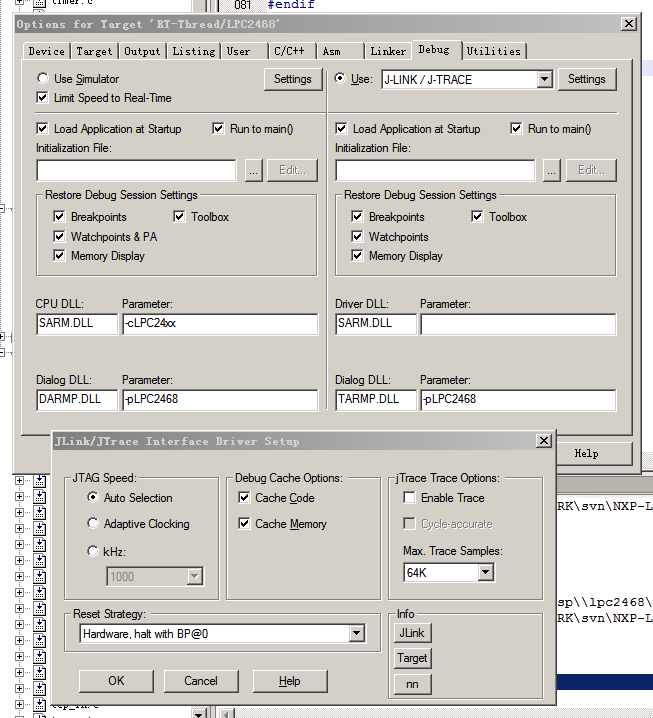 timer.c
081 #endif
Options for Target 'RT-Thread/LPC2468'
Device Target Output Listing User C/C++ Asm Linker Debug Utilities
Use Simulator Settings
Use: J-LINK / J-TRACE Settings
Limit Speed to Real-Time
Load Application at Startup Run to main()
Load Application at Startup Run to main()
Initialization File:
Initialization File:
... Edit...
... Edit...
Restore Debug Session Settings
Restore Debug Session Settings
Breakpoints Toolbox
Breakpoints Toolbox
Watchpoints & PA
Watchpoints
Memory Display
Memory Display
CPU DLL: Parameter:
Driver DLL: Parameter:
SARM.DLL -cLPC24xx
SARM.DLL
Dialog DLL: Parameter:
Dialog DLL: Parameter:
DARMP.DLL -pLPC2468
TARMP.DLL -pLPC2468
Help
JLink/JTrace Interface Driver Setup
JTAG Speed:
Auto Selection
Adaptive Clocking
kHz:
1000
Debug Cache Options:
Cache Code
Cache Memory
jTrace Trace Options:
Enable Trace
Cycle-accurate
Max. Trace Samples:
64K
Reset Strategy:
Hardware, halt with BP@0
Info
JLink
Target
nn
OK Cancel Help
RK\svn\NXP-L
sp\\lpc2468\
RK\svn\NXP-L